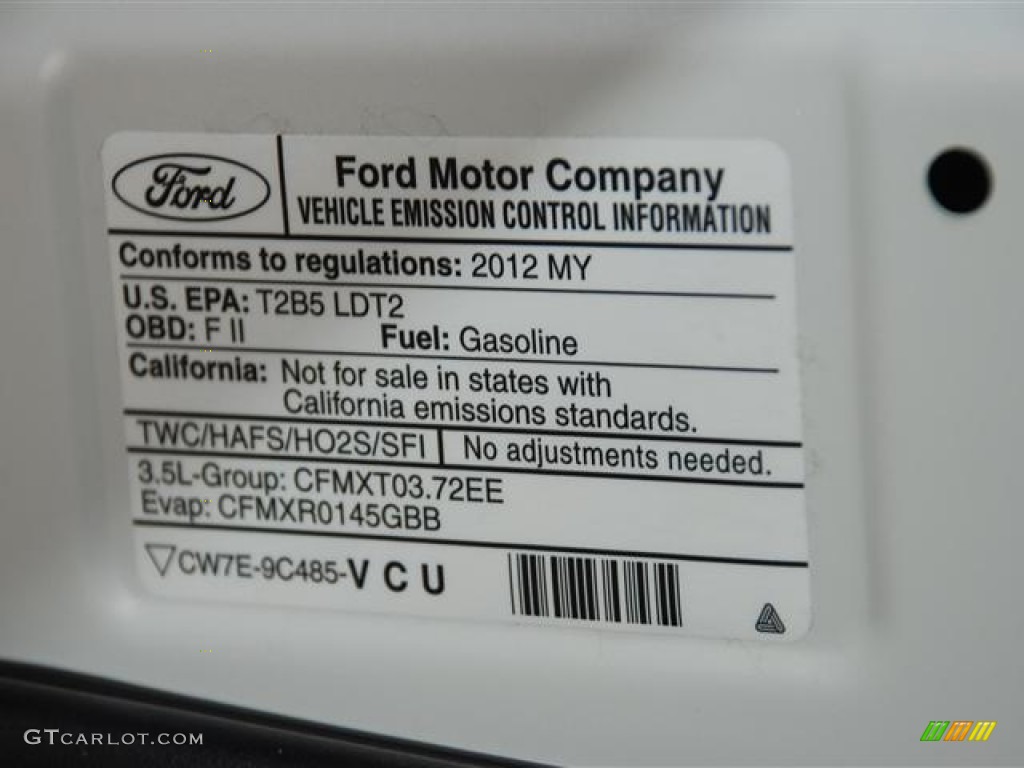 Ford
Ford Motor Company
VEHICLE EMISSION CONTROL INFORMATION
Conforms to regulations: 2012 MY
U.S. EPA: T2B5 LDT2
OBD: F II Fuel: Gasoline
California: Not for sale in states with
California emissions standards.
TWC/HAFS/HO2S/SFI No adjustments needed.
3.5L-Group: CFMXT03.72EE
Evap: CFMXR0145GBB
CW7E-9C485-V C U
GTCARLOT.COM